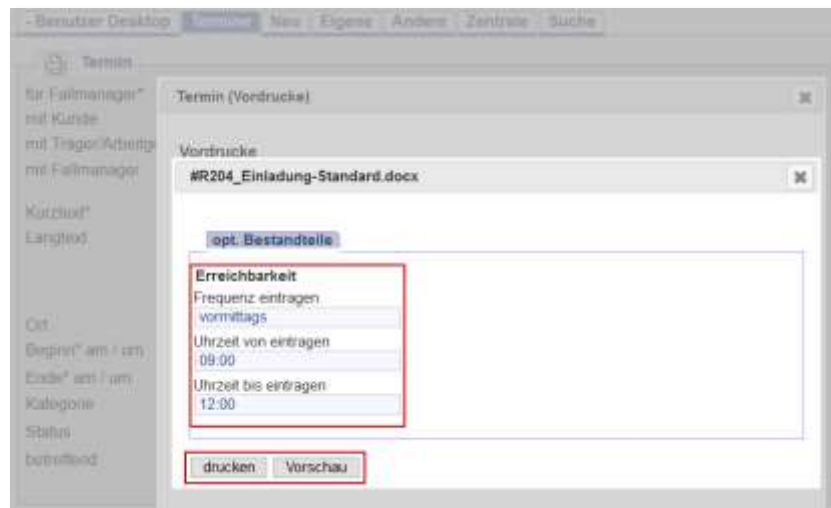 - Benutzer Desktop Termine Neu Eigene Andere Zentrale Suche
Termin
für Fallmanager*
Termin (Vordrucke)
mit Kunde
mit Träger/Arbeitge
Vordrucke
mit Fallmanager
#R204_Einladung-Standard.docx
Kurztext*
Langtext
opt. Bestandteile
Erreichbarkeit
Frequenz eintragen
vormittags
Uhrzeit von eintragen
09:00
Uhrzeit bis eintragen
12:00
Ort
Beginn* am / um
Ende* am / um
Kategorie
Status
betreffend
drucken Vorschau